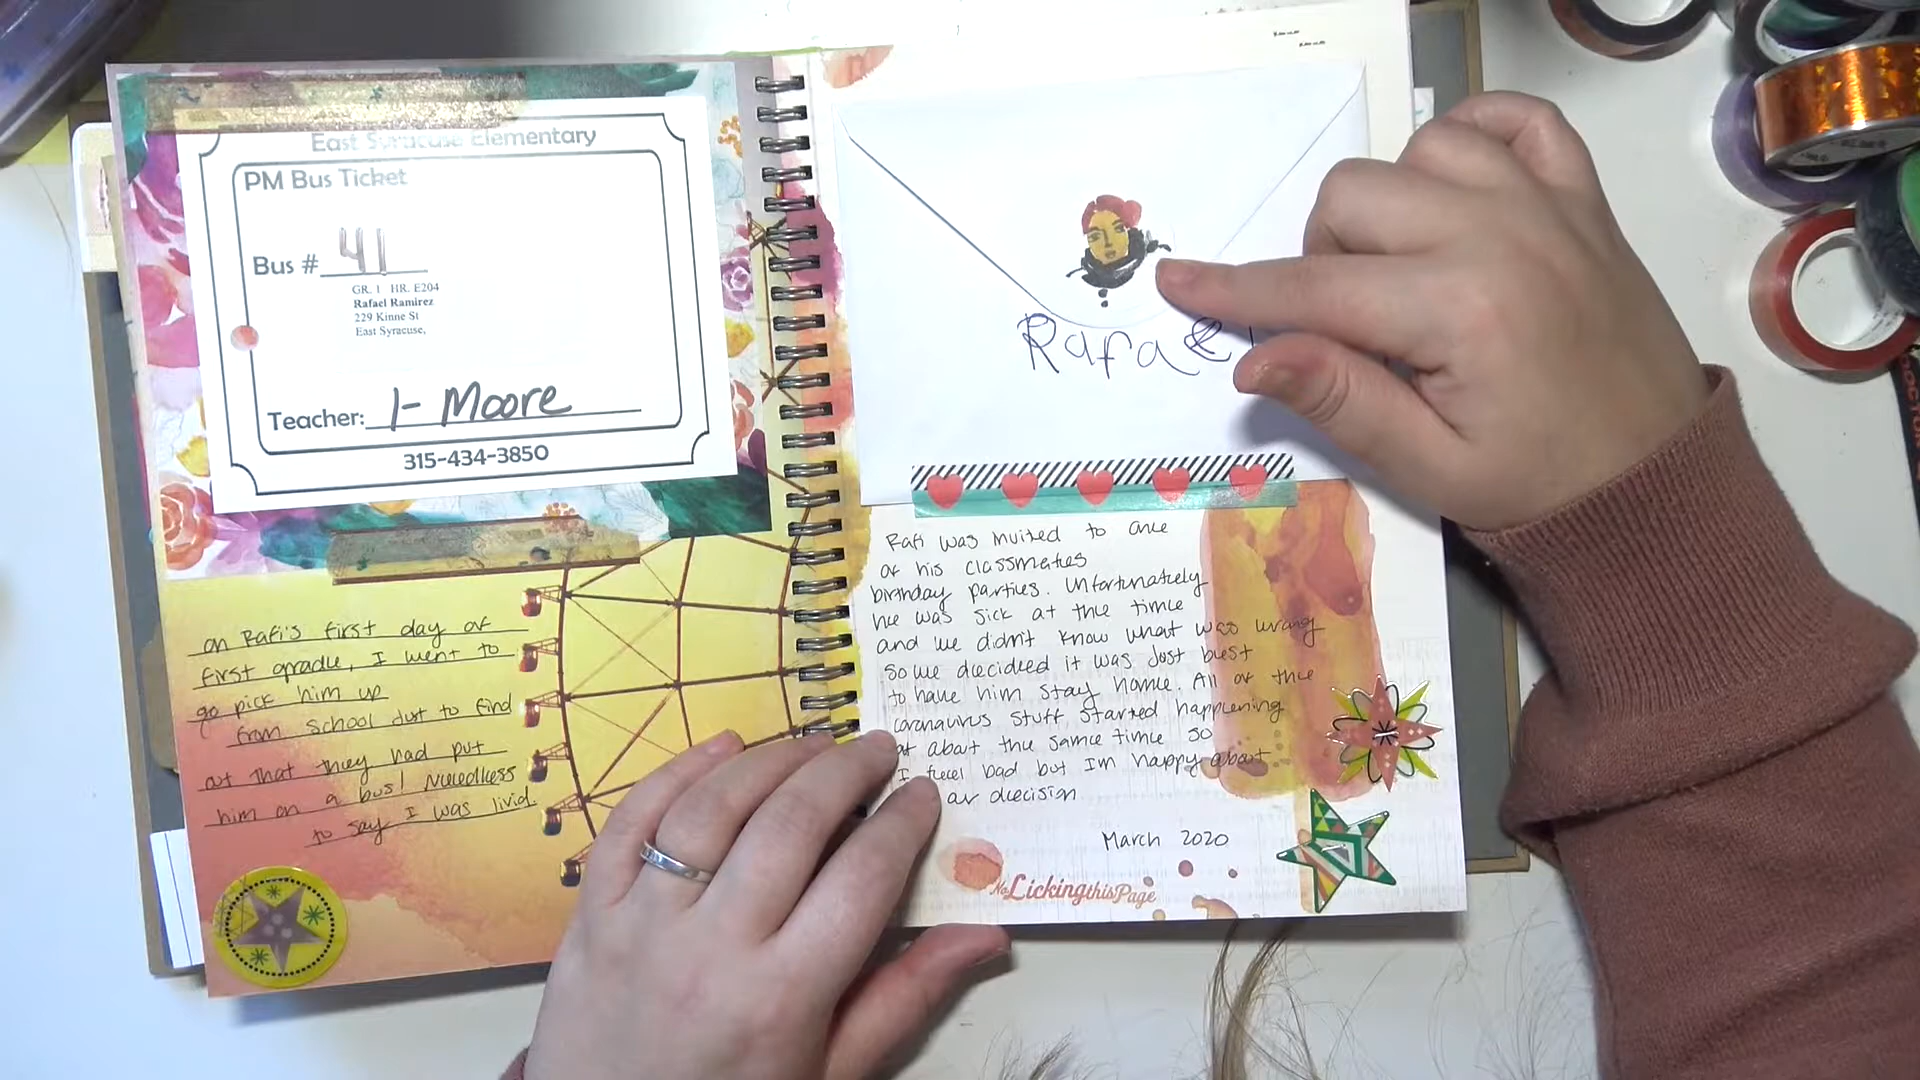 East Syracuse Elementary
PM Bus Ticket
Bus # 41
GR. 1 HR. E204
Rafael Ramirez
229 Kinne St
East Syracuse,
Teacher: 1- Moore
315-434-3850
on Rafi's first day of
first grade, I went to
go pick him up
from school just to find
out that they had put
him on a bus! Needless
to say I was livid.
Rafael
Rafi was invited to one
of his classmates
birthday parties. Unfortunately
he was sick at the time
and we didn't know what was wrong
so we decided it was just best
to have him stay home. All of the
coronavirus stuff started happening
at about the same time so
I feel bad but I'm happy about
our decision
March 2020
No Licking this Page